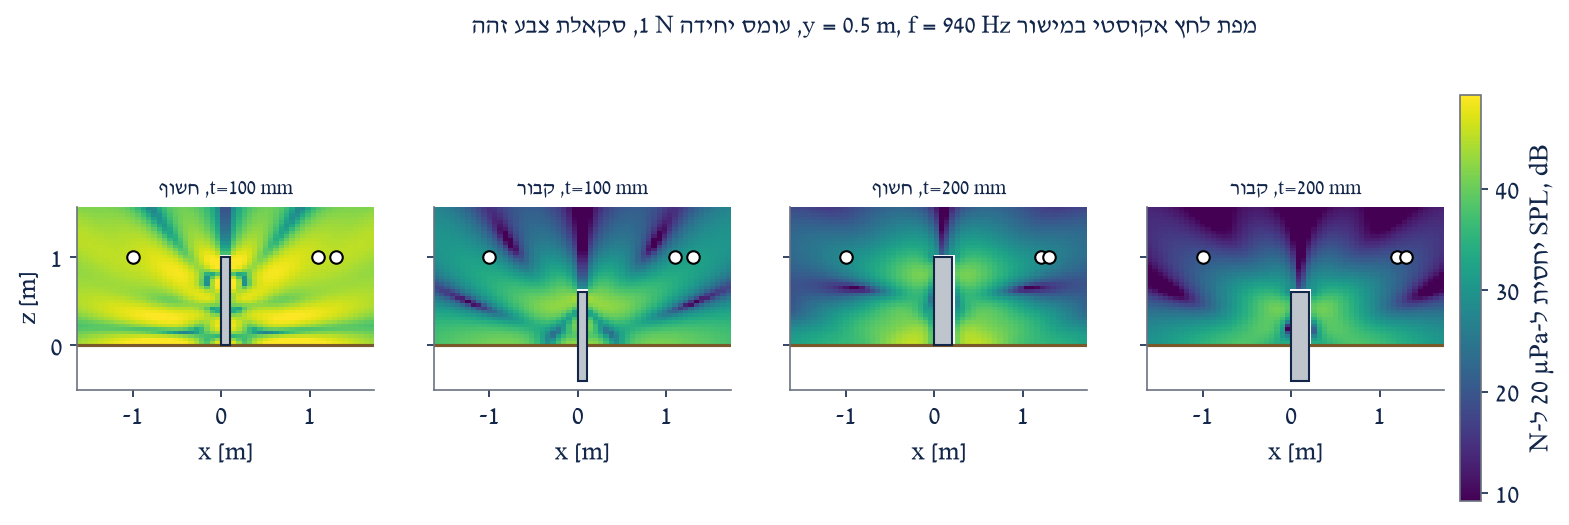 מפת לחץ אקוסטי במישור y = 0.5 m, f = 940 Hz, עומס יחידה 1 N, סקאלת צבע זהה
t=100 mm, חשוף
t=100 mm, קבור
t=200 mm, חשוף
t=200 mm, קבור
z [m]
1
0
-1 0 1
x [m]
-1 0 1
x [m]
-1 0 1
x [m]
-1 0 1
x [m]
40
30
20
10
SPL, dB יחסית ל-20 µPa ל-N